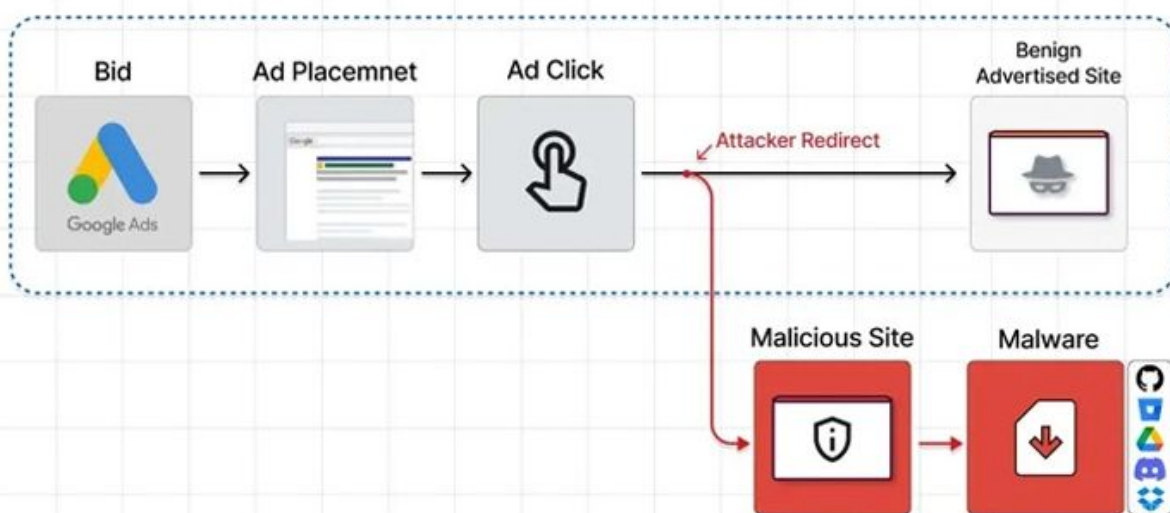 Bid
Ad Placemnet
Ad Click
Benign
Advertised Site
Attacker Redirect
Google
Google Ads
Malicious Site
Malware